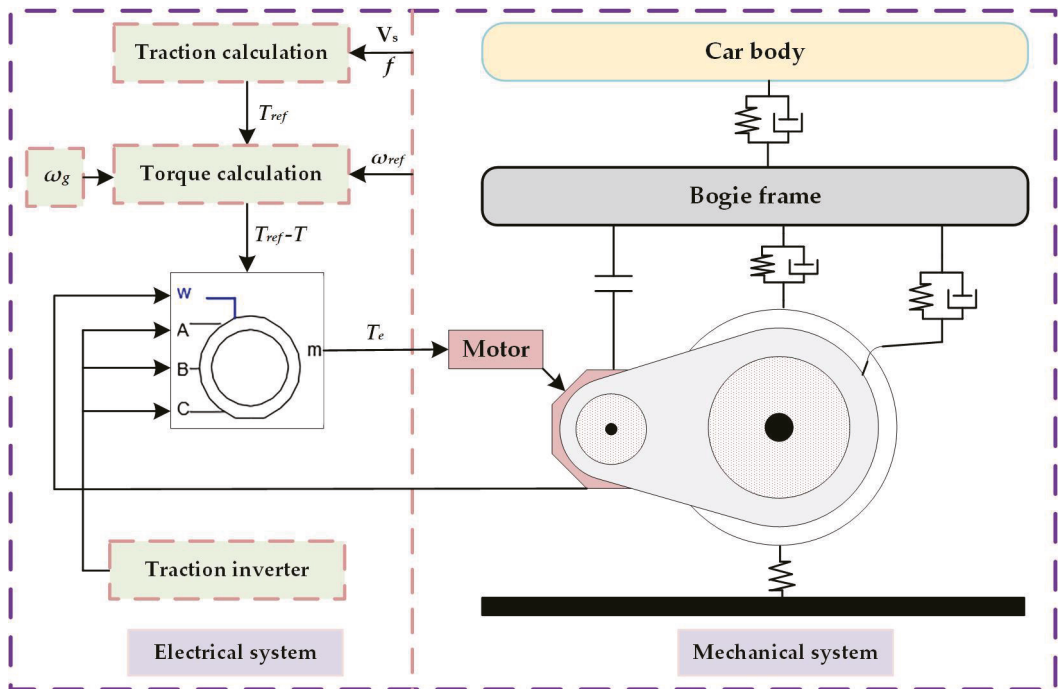 Traction calculation
Vs
f
Car body
Tref
ωg
Torque calculation
ωref
Bogie frame
Tref-T
W
A
B
C
m
Te
Motor
Traction inverter
Electrical system
Mechanical system